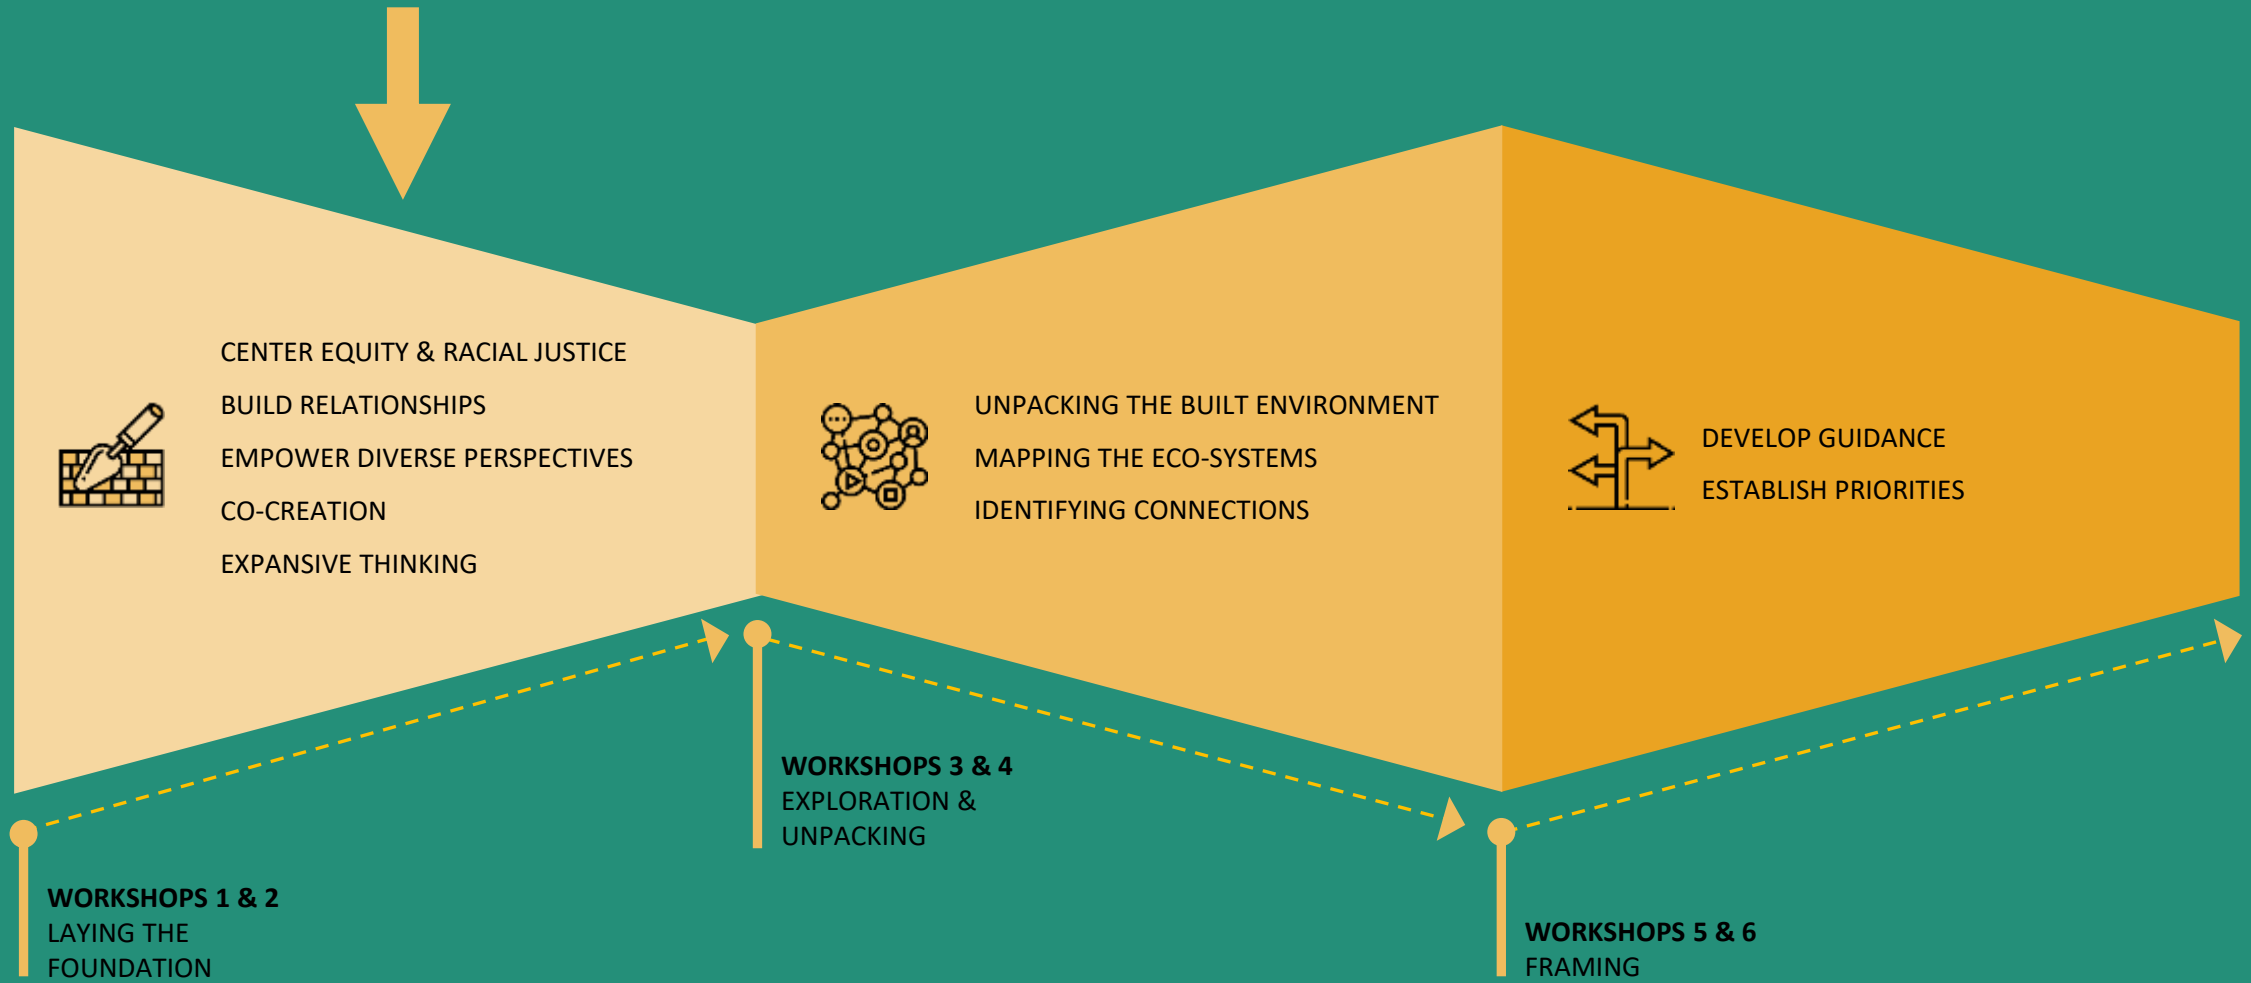 CENTER EQUITY & RACIAL JUSTICE
BUILD RELATIONSHIPS
EMPOWER DIVERSE PERSPECTIVES
CO-CREATION
EXPANSIVE THINKING
UNPACKING THE BUILT ENVIRONMENT
MAPPING THE ECO-SYSTEMS
IDENTIFYING CONNECTIONS
DEVELOP GUIDANCE
ESTABLISH PRIORITIES
WORKSHOPS 1 & 2
LAYING THE
FOUNDATION
WORKSHOPS 3 & 4
EXPLORATION &
UNPACKING
WORKSHOPS 5 & 6
FRAMING